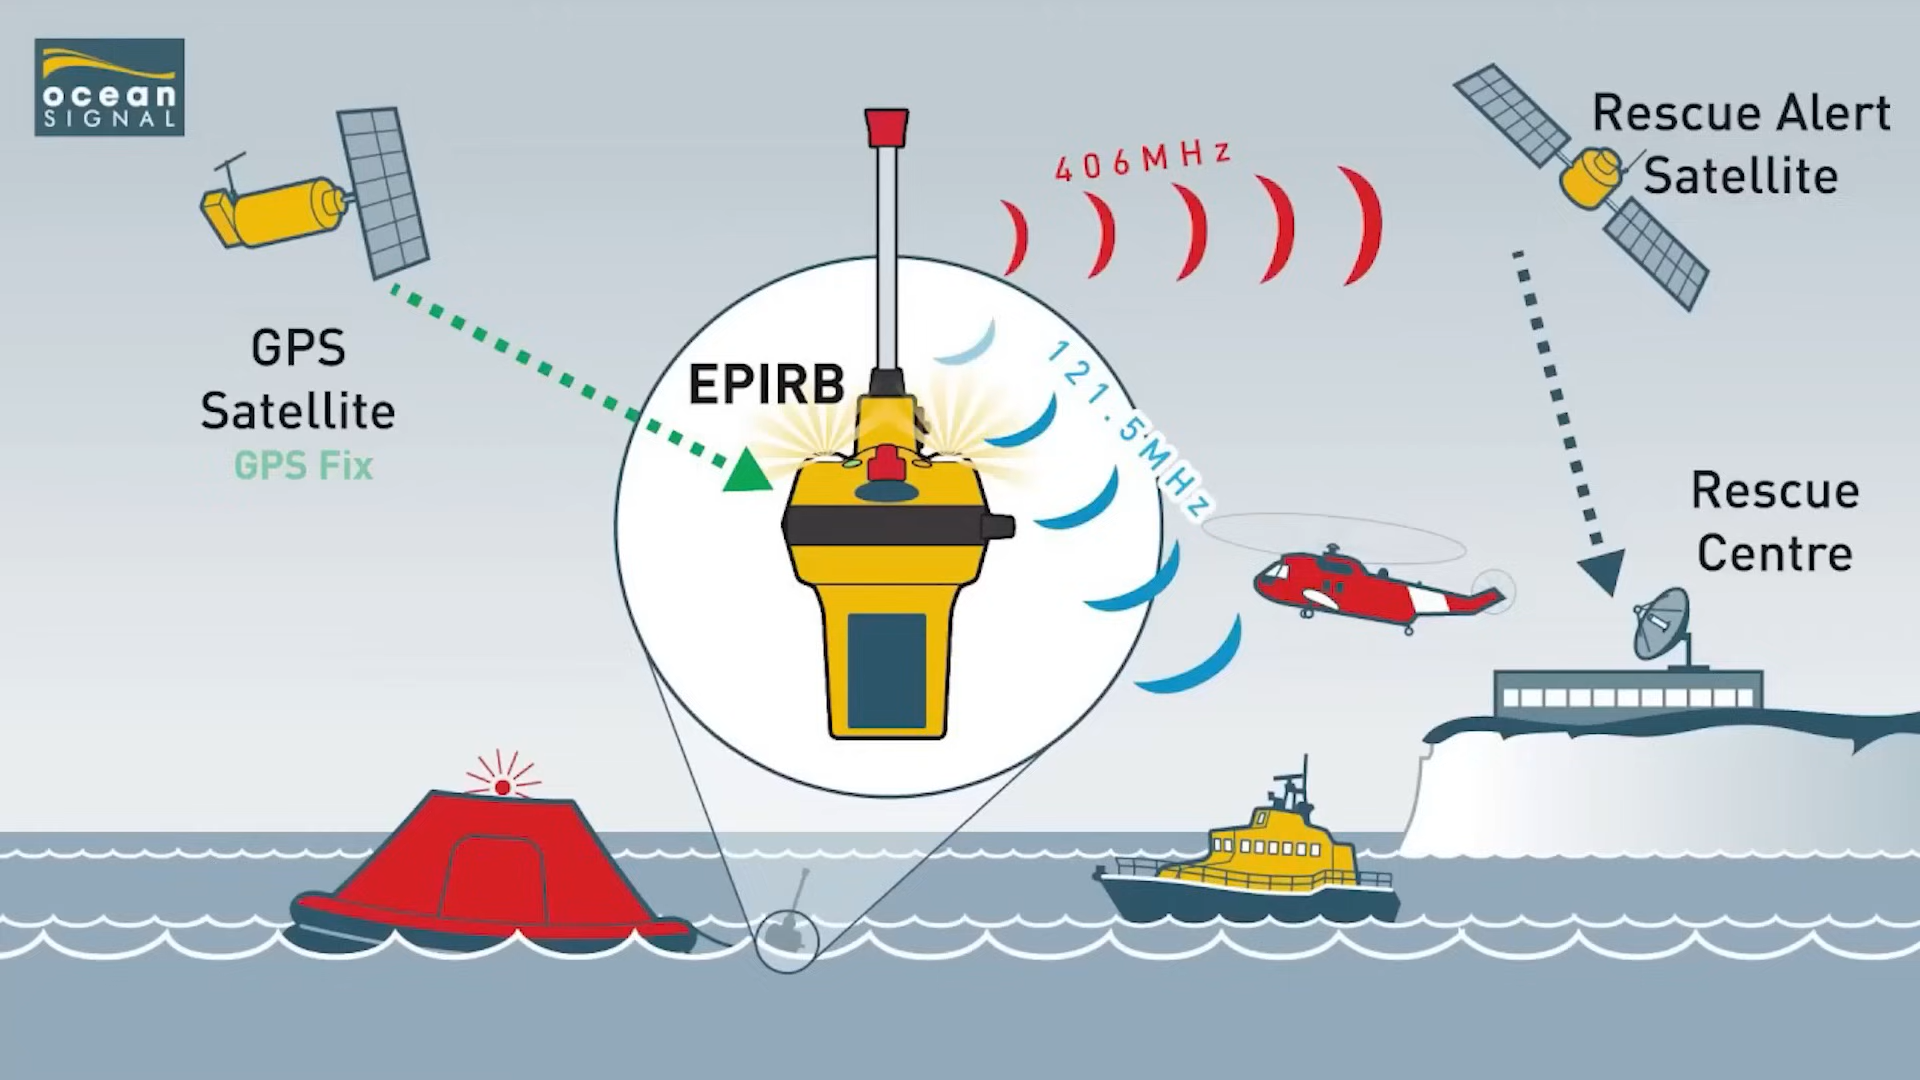 ocean
SIGNAL
406MHz
Rescue Alert
Satellite
GPS
Satellite
GPS Fix
EPIRB
121.5MHz
Rescue
Centre